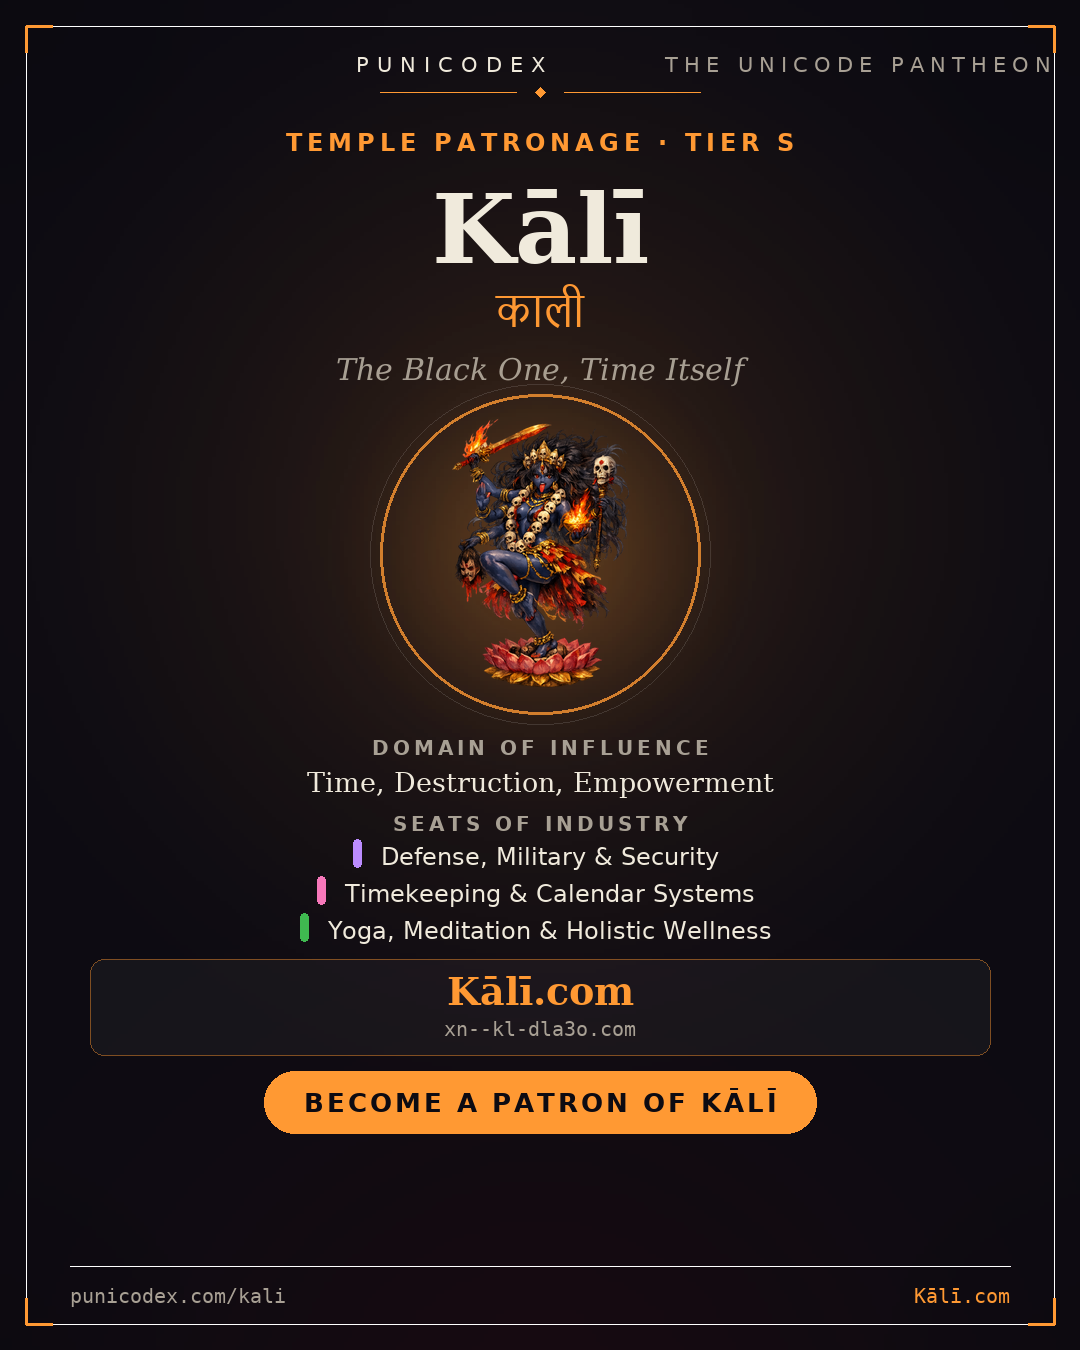 PUNICODEX THE UNICODE PANTHEON
TEMPLE PATRONAGE · TIER S
Kālī
काली
The Black One, Time Itself
DOMAIN OF INFLUENCE
Time, Destruction, Empowerment
SEATS OF INDUSTRY
Defense, Military & Security
Timekeeping & Calendar Systems
Yoga, Meditation & Holistic Wellness
Kālī.com
xn--kl-dla3o.com
BECOME A PATRON OF KĀLĪ
punicodex.com/kali Kālī.com